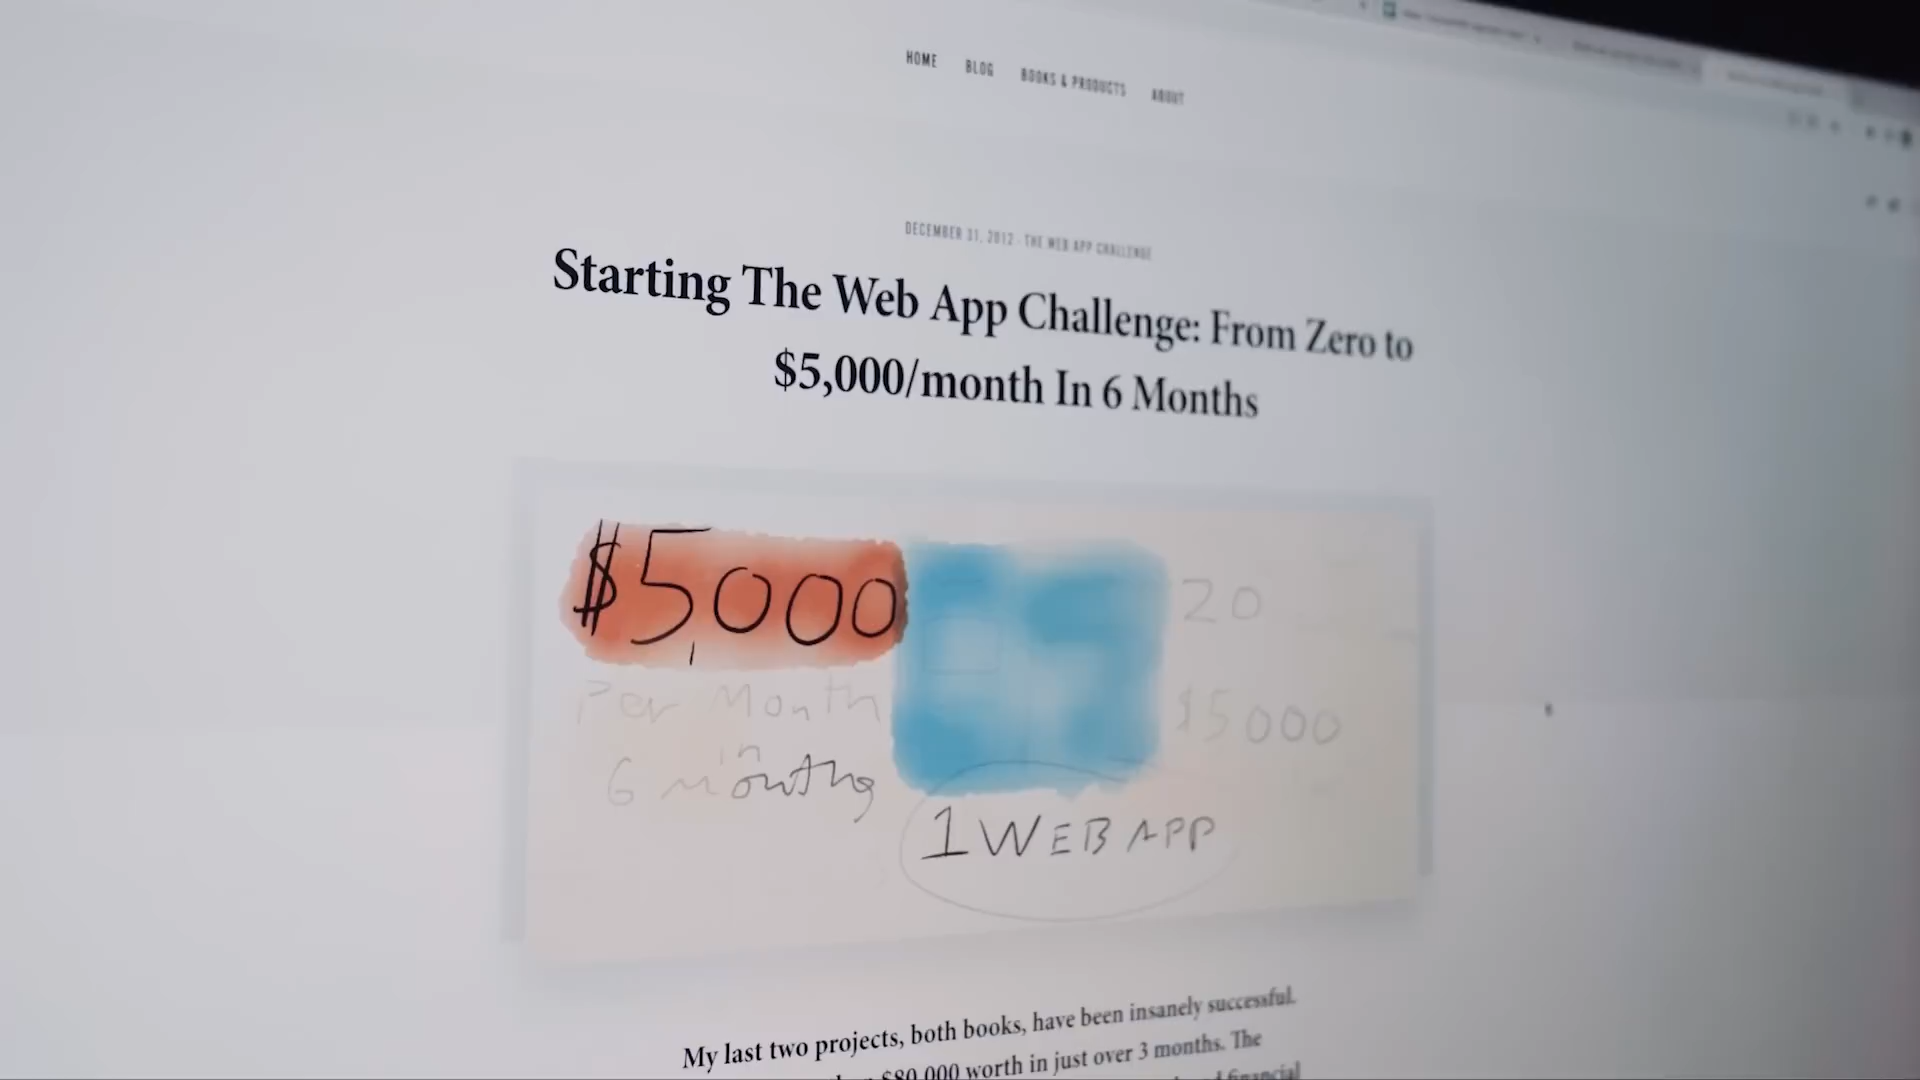 HOME BLOG BOOKS & PRODUCTS ABOUT
DECEMBER 31, 2012 · THE WEB APP CHALLENGE
Starting The Web App Challenge: From Zero to
$5,000/month In 6 Months
$5,000
Per Month
in
6 months
20
$5000
1 WEB APP
My last two projects, both books, have been insanely successful.
$80,000 worth in just over 3 months. The
financial